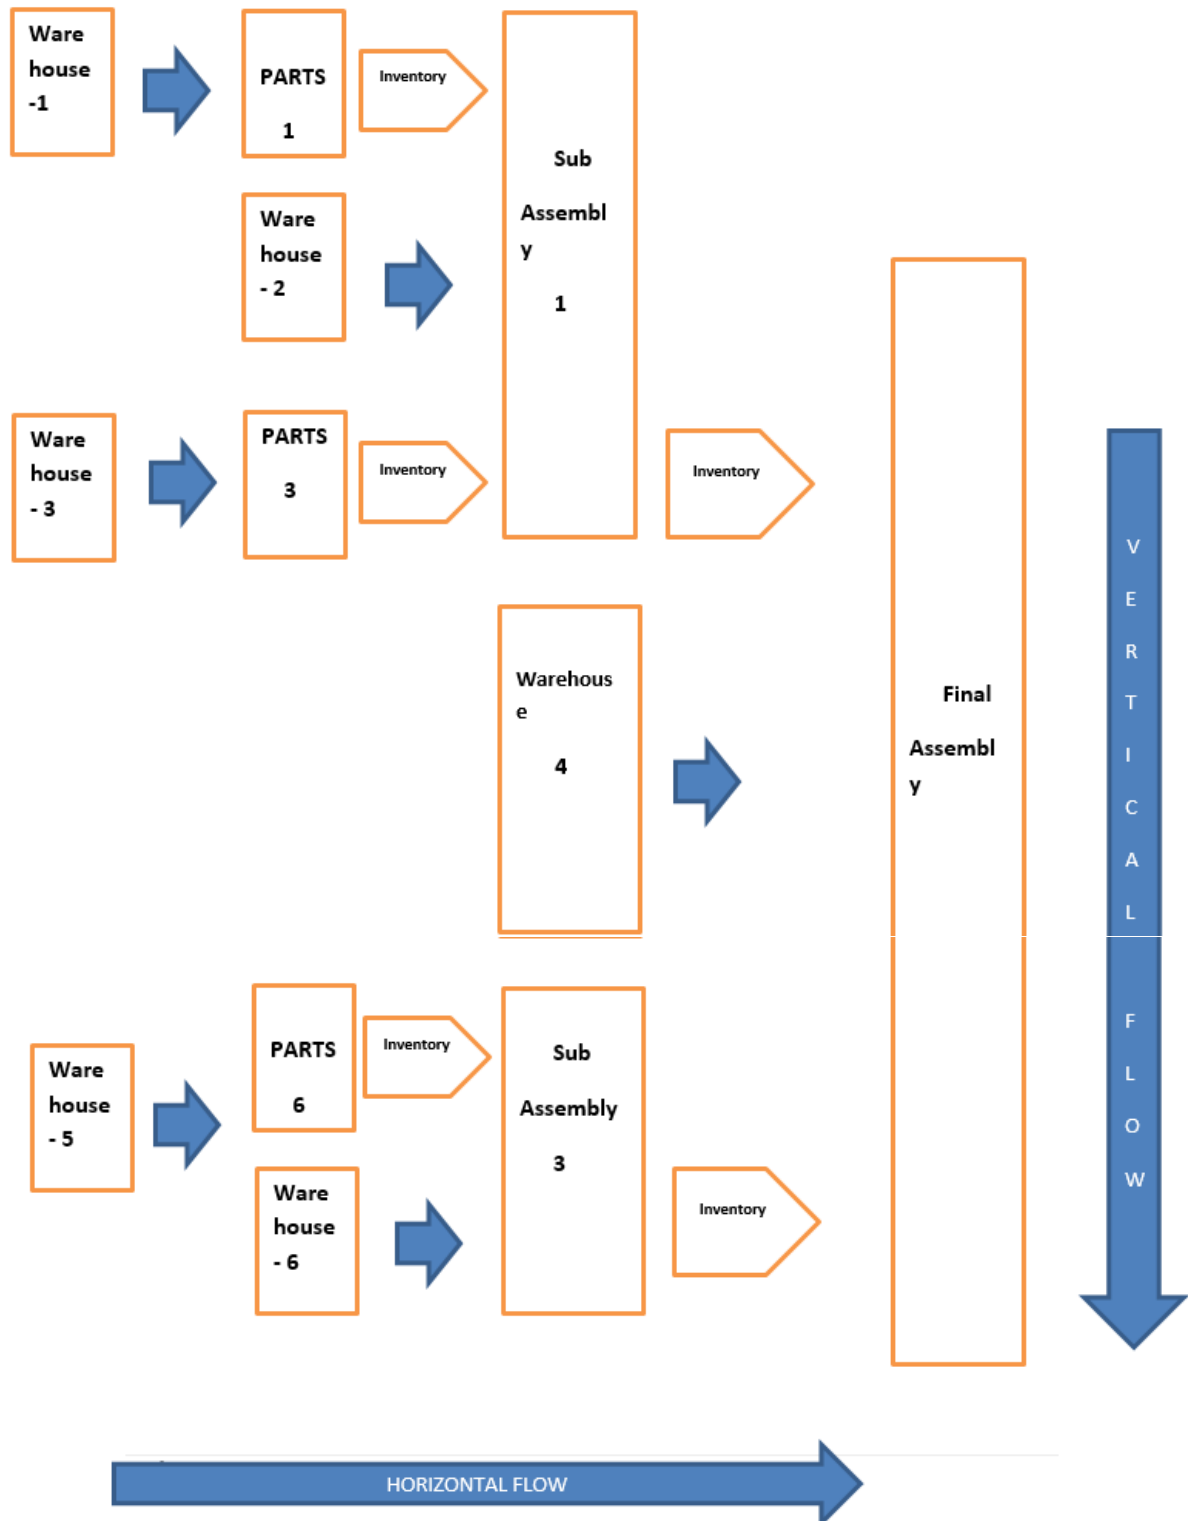 Ware
house
-1
PARTS
1
Inventory
Sub
Assembl
y
1
Ware
house
- 2
Ware
house
- 3
PARTS
3
Inventory
Inventory
Warehous
e
4
Final
Assembl
y
V
E
R
T
I
C
A
L
F
L
O
W
PARTS
6
Inventory
Sub
Assembly
3
Ware
house
- 5
Ware
house
- 6
Inventory
HORIZONTAL FLOW